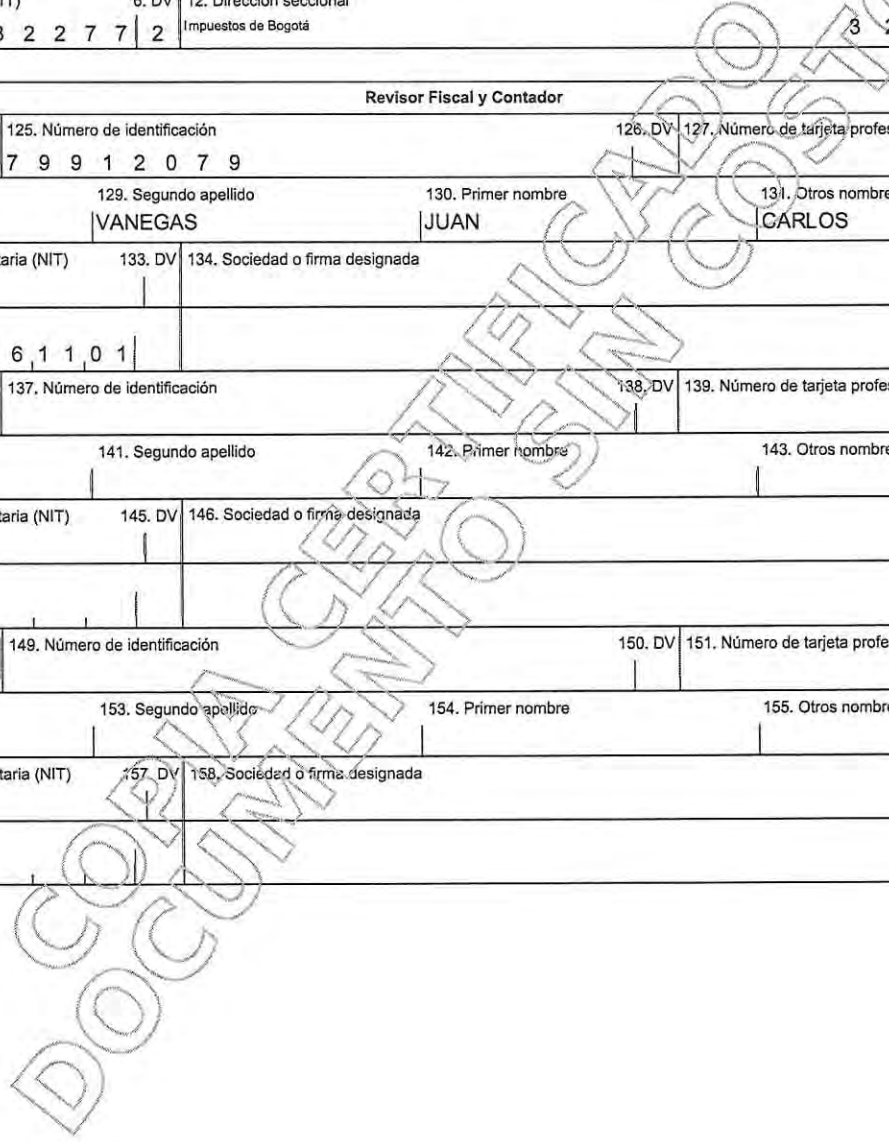 6. DV 12. Dirección seccional
2 2 7 7 2 Impuestos de Bogotá 3
Revisor Fiscal y Contador
125. Número de identificación 126. DV 127. Número de tarjeta profes
7 9 9 1 2 0 7 9
129. Segundo apellido 130. Primer nombre 131. Otros nombre
VANEGAS JUAN CARLOS
taria (NIT) 133. DV 134. Sociedad o firma designada
6 1 1 0 1
137. Número de identificación 138. DV 139. Número de tarjeta profes
141. Segundo apellido 142. Primer nombre 143. Otros nombre
taria (NIT) 145. DV 146. Sociedad o firma designada
149. Número de identificación 150. DV 151. Número de tarjeta profe
153. Segundo apellido 154. Primer nombre 155. Otros nombre
taria (NIT) 157. DV 158. Sociedad o firma designada
COPIA CERTIFICADO
DOCUMENTO SIN COSTO